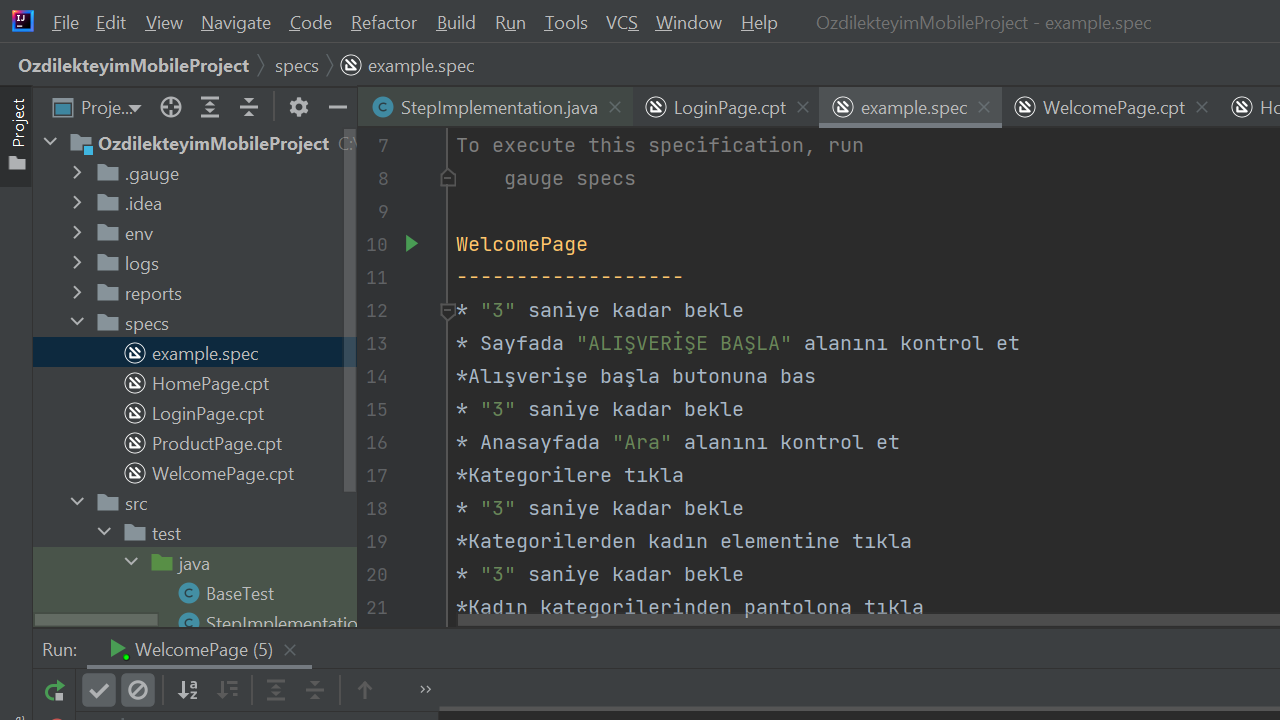 File Edit View Navigate Code Refactor Build Run Tools VCS Window Help OzdilekteyimMobileProject - example.spec
OzdilekteyimMobileProject specs example.spec
Project
Proje...
StepImplementation.java LoginPage.cpt example.spec WelcomePage.cpt Ho
OzdilekteyimMobileProject C:\
.gauge
.idea
env
logs
reports
specs
example.spec
HomePage.cpt
LoginPage.cpt
ProductPage.cpt
WelcomePage.cpt
src
test
java
BaseTest
StepImplementatio
7 To execute this specification, run
8 gauge specs
9
10 WelcomePage
11 -------------------
12 * "3" saniye kadar bekle
13 * Sayfada "ALIŞVERİŞE BAŞLA" alanını kontrol et
14 *Alışverişe başla butonuna bas
15 * "3" saniye kadar bekle
16 * Anasayfada "Ara" alanını kontrol et
17 *Kategorilere tıkla
18 * "3" saniye kadar bekle
19 *Kategorilerden kadın elementine tıkla
20 * "3" saniye kadar bekle
21 *Kadın kategorilerinden pantolona tıkla
Run: WelcomePage (5)